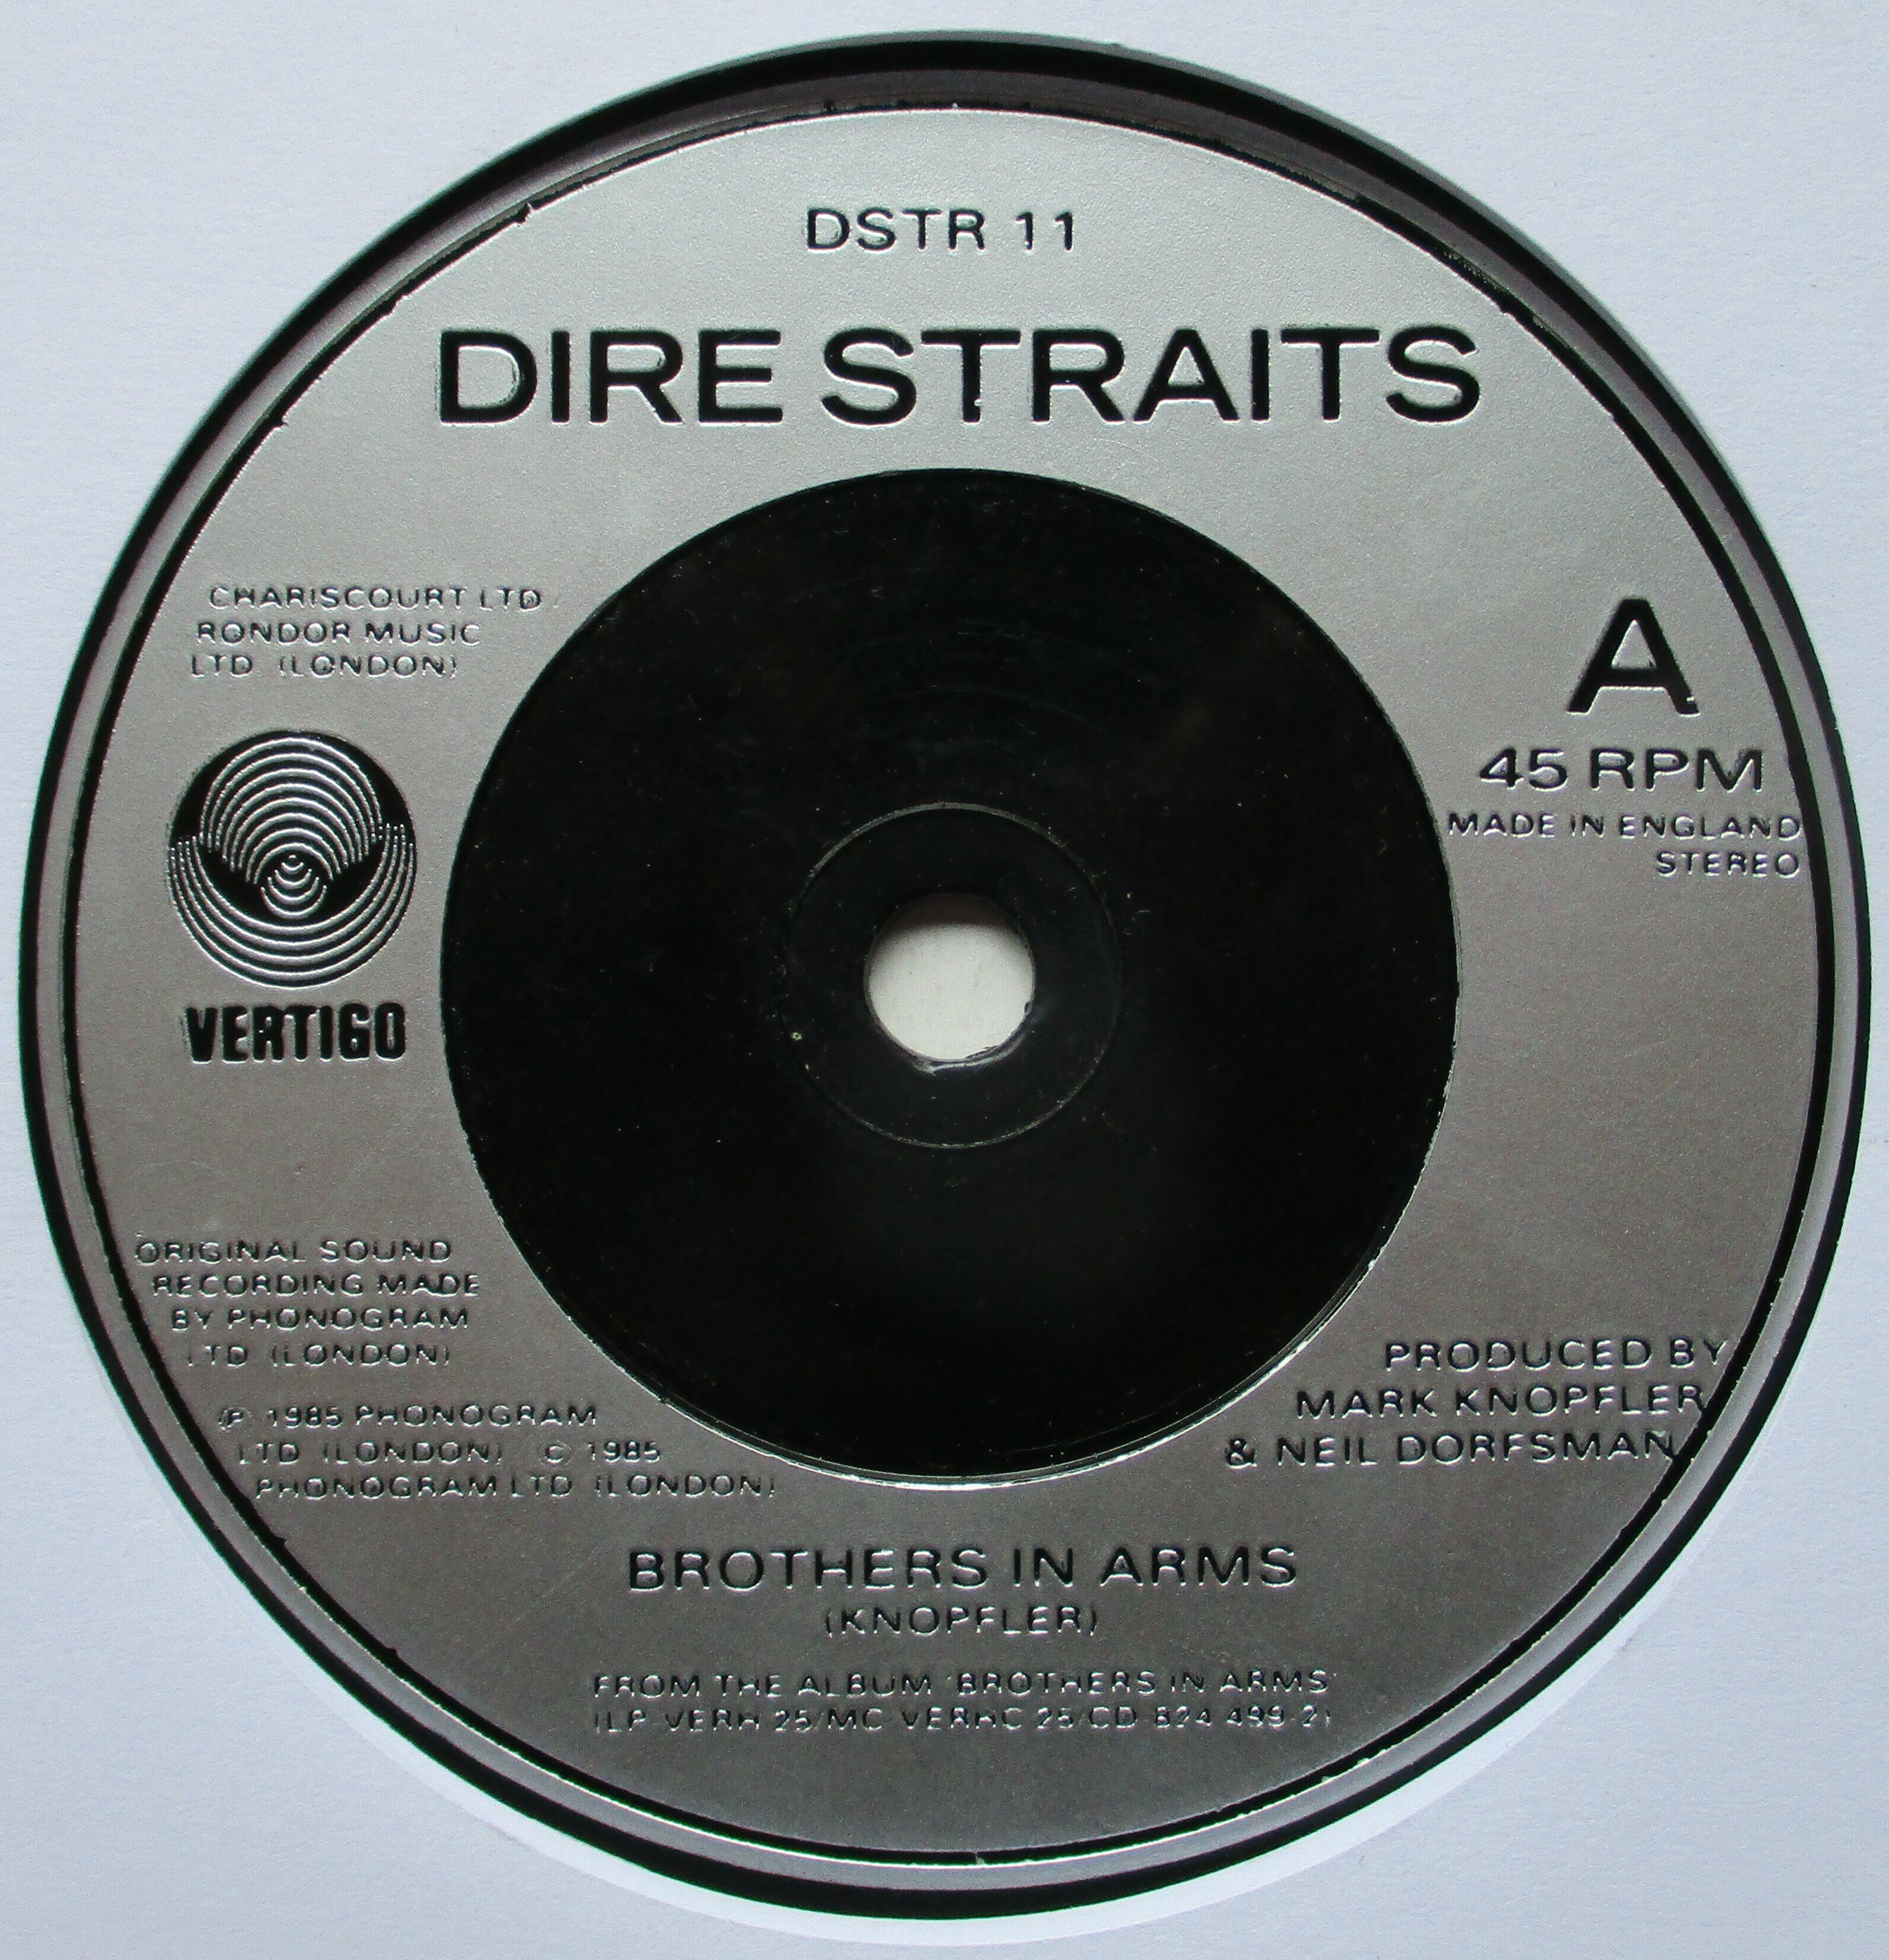 DSTR 11
DIRE STRAITS
CHARISCOURT LTD/
RONDOR MUSIC
LTD (LONDON)
VERTIGO
A
45 RPM
MADE IN ENGLAND
STEREO
ORIGINAL SOUND
RECORDING MADE
BY PHONOGRAM
LTD (LONDON)
Ⓟ 1985 PHONOGRAM
LTD (LONDON) © 1985
PHONOGRAM LTD (LONDON)
PRODUCED BY
MARK KNOPFLER
& NEIL DORFSMAN
BROTHERS IN ARMS
(KNOPFLER)
FROM THE ALBUM 'BROTHERS IN ARMS'
(LP VERH 25/MC VERHC 25/CD 824 499-2)